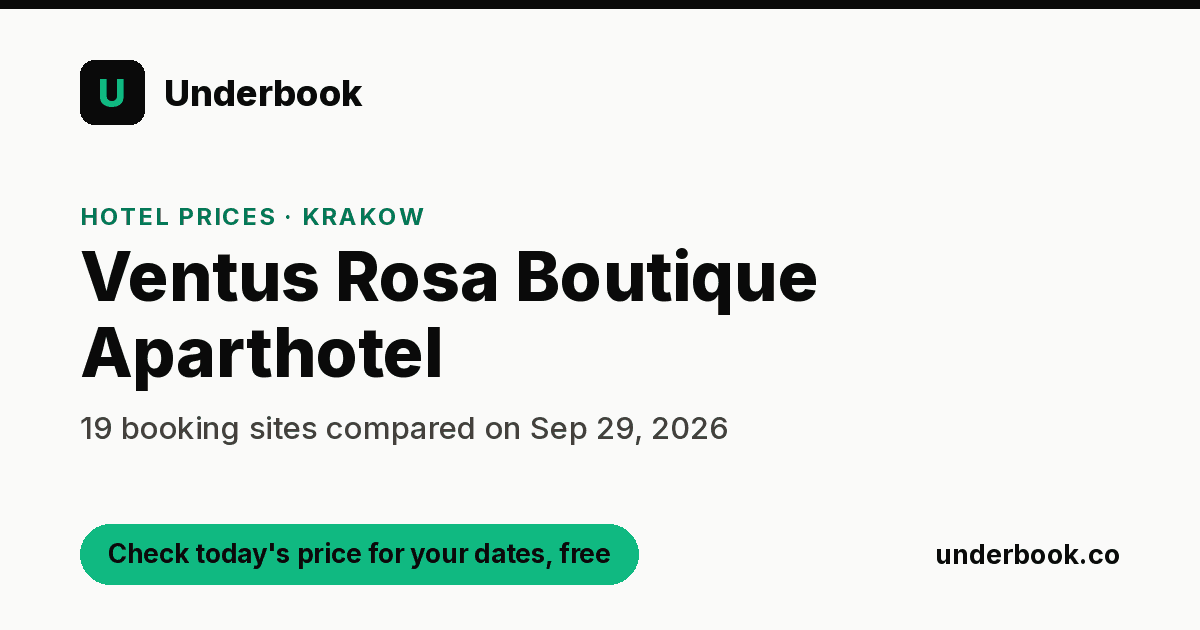 U
Underbook
HOTEL PRICES · KRAKOW
Ventus Rosa Boutique
Aparthotel
19 booking sites compared on Sep 29, 2026
Check today's price for your dates, free
underbook.co